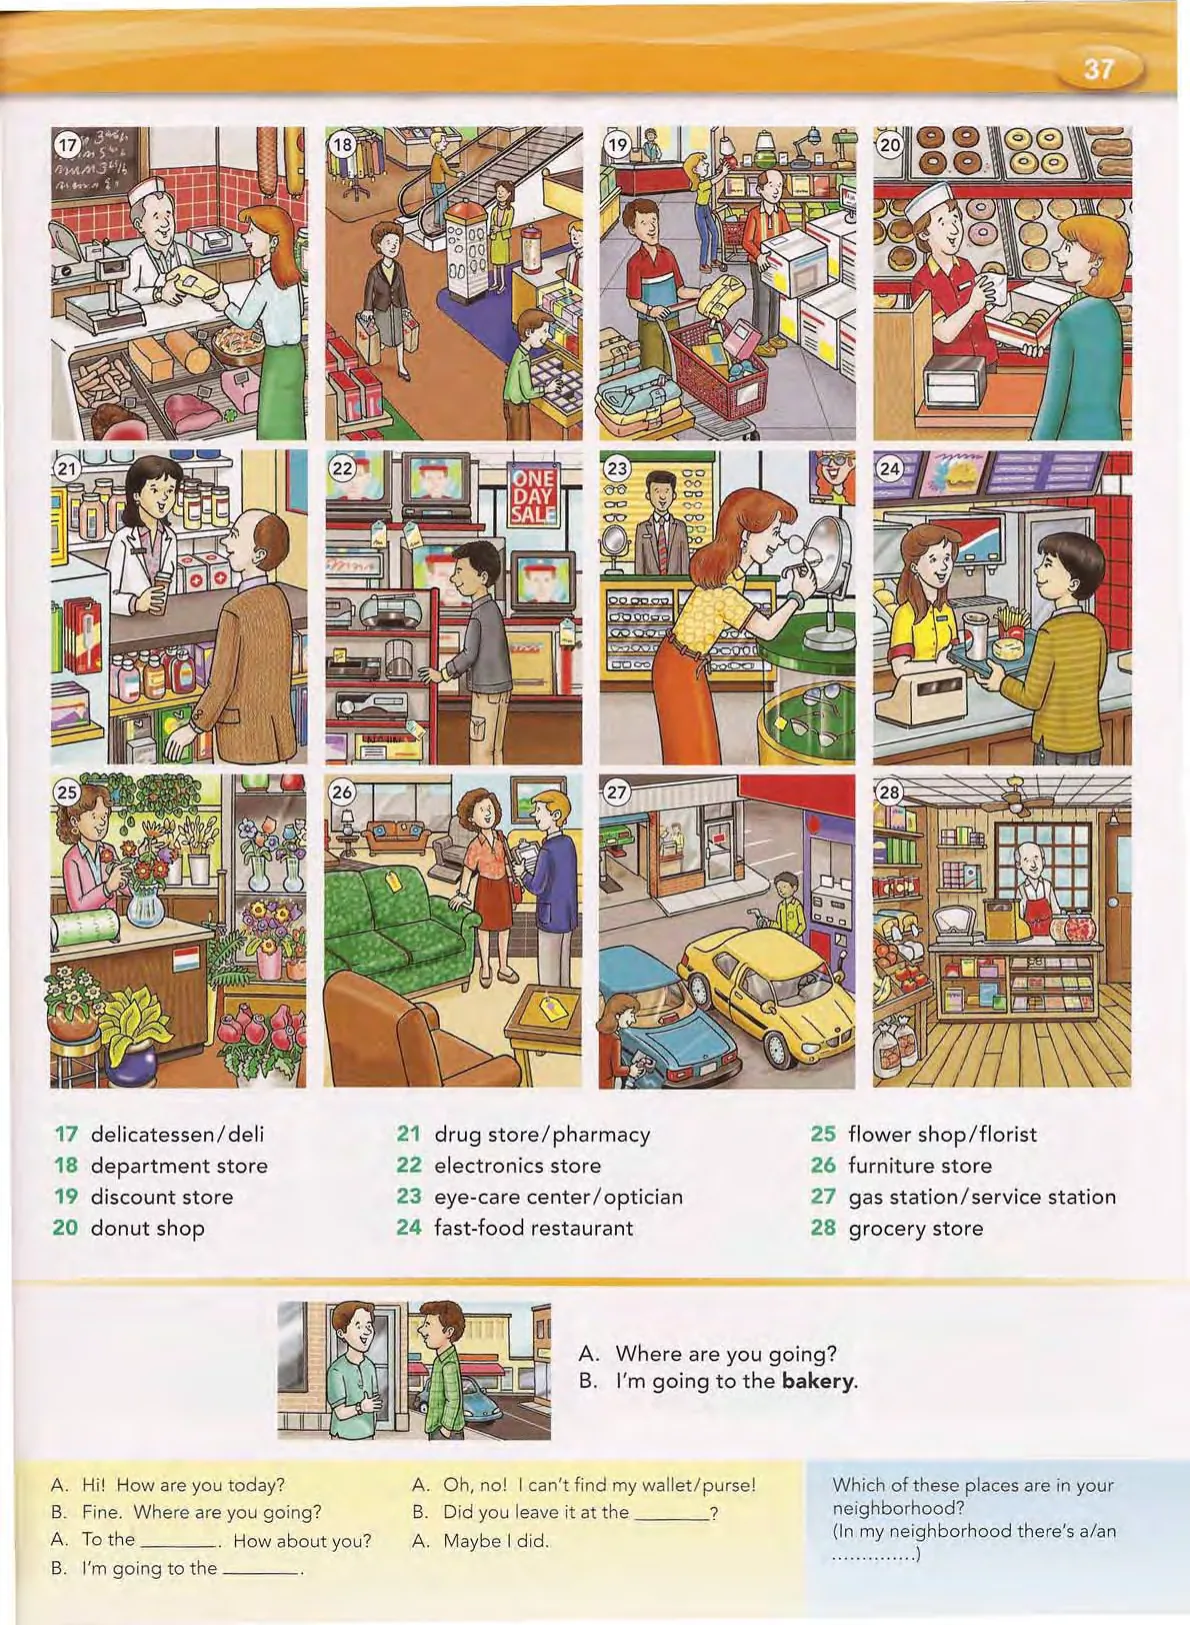 37
17
18
19
20
21
22
ONE
DAY
SALE
23
24
25
26
27
28
17 delicatessen/deli
18 department store
19 discount store
20 donut shop
21 drug store/pharmacy
22 electronics store
23 eye-care center/optician
24 fast-food restaurant
25 flower shop/florist
26 furniture store
27 gas station/service station
28 grocery store
A. Where are you going?
B. I'm going to the bakery.
A. Hi! How are you today?
B. Fine. Where are you going?
A. To the _______. How about you?
B. I'm going to the _______.
A. Oh, no! I can't find my wallet/purse!
B. Did you leave it at the _______?
A. Maybe I did.
Which of these places are in your
neighborhood?
(In my neighborhood there's a/an
..............)